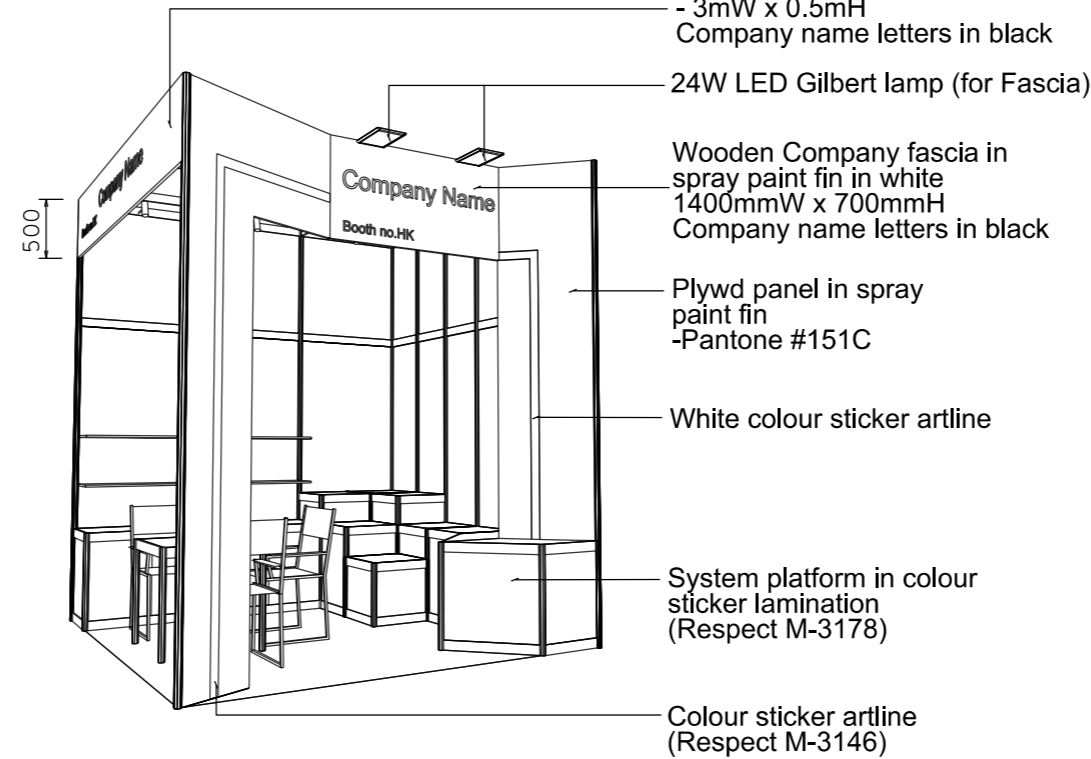 - 3mW x 0.5mH
Company name letters in black
24W LED Gilbert lamp (for Fascia)
Wooden Company fascia in
spray paint fin in white
1400mmW x 700mmH
Company name letters in black
Company Name
Company Name
Booth no.HK
500
Plywd panel in spray
paint fin
-Pantone #151C
White colour sticker artline
System platform in colour
sticker lamination
(Respect M-3178)
Colour sticker artline
(Respect M-3146)